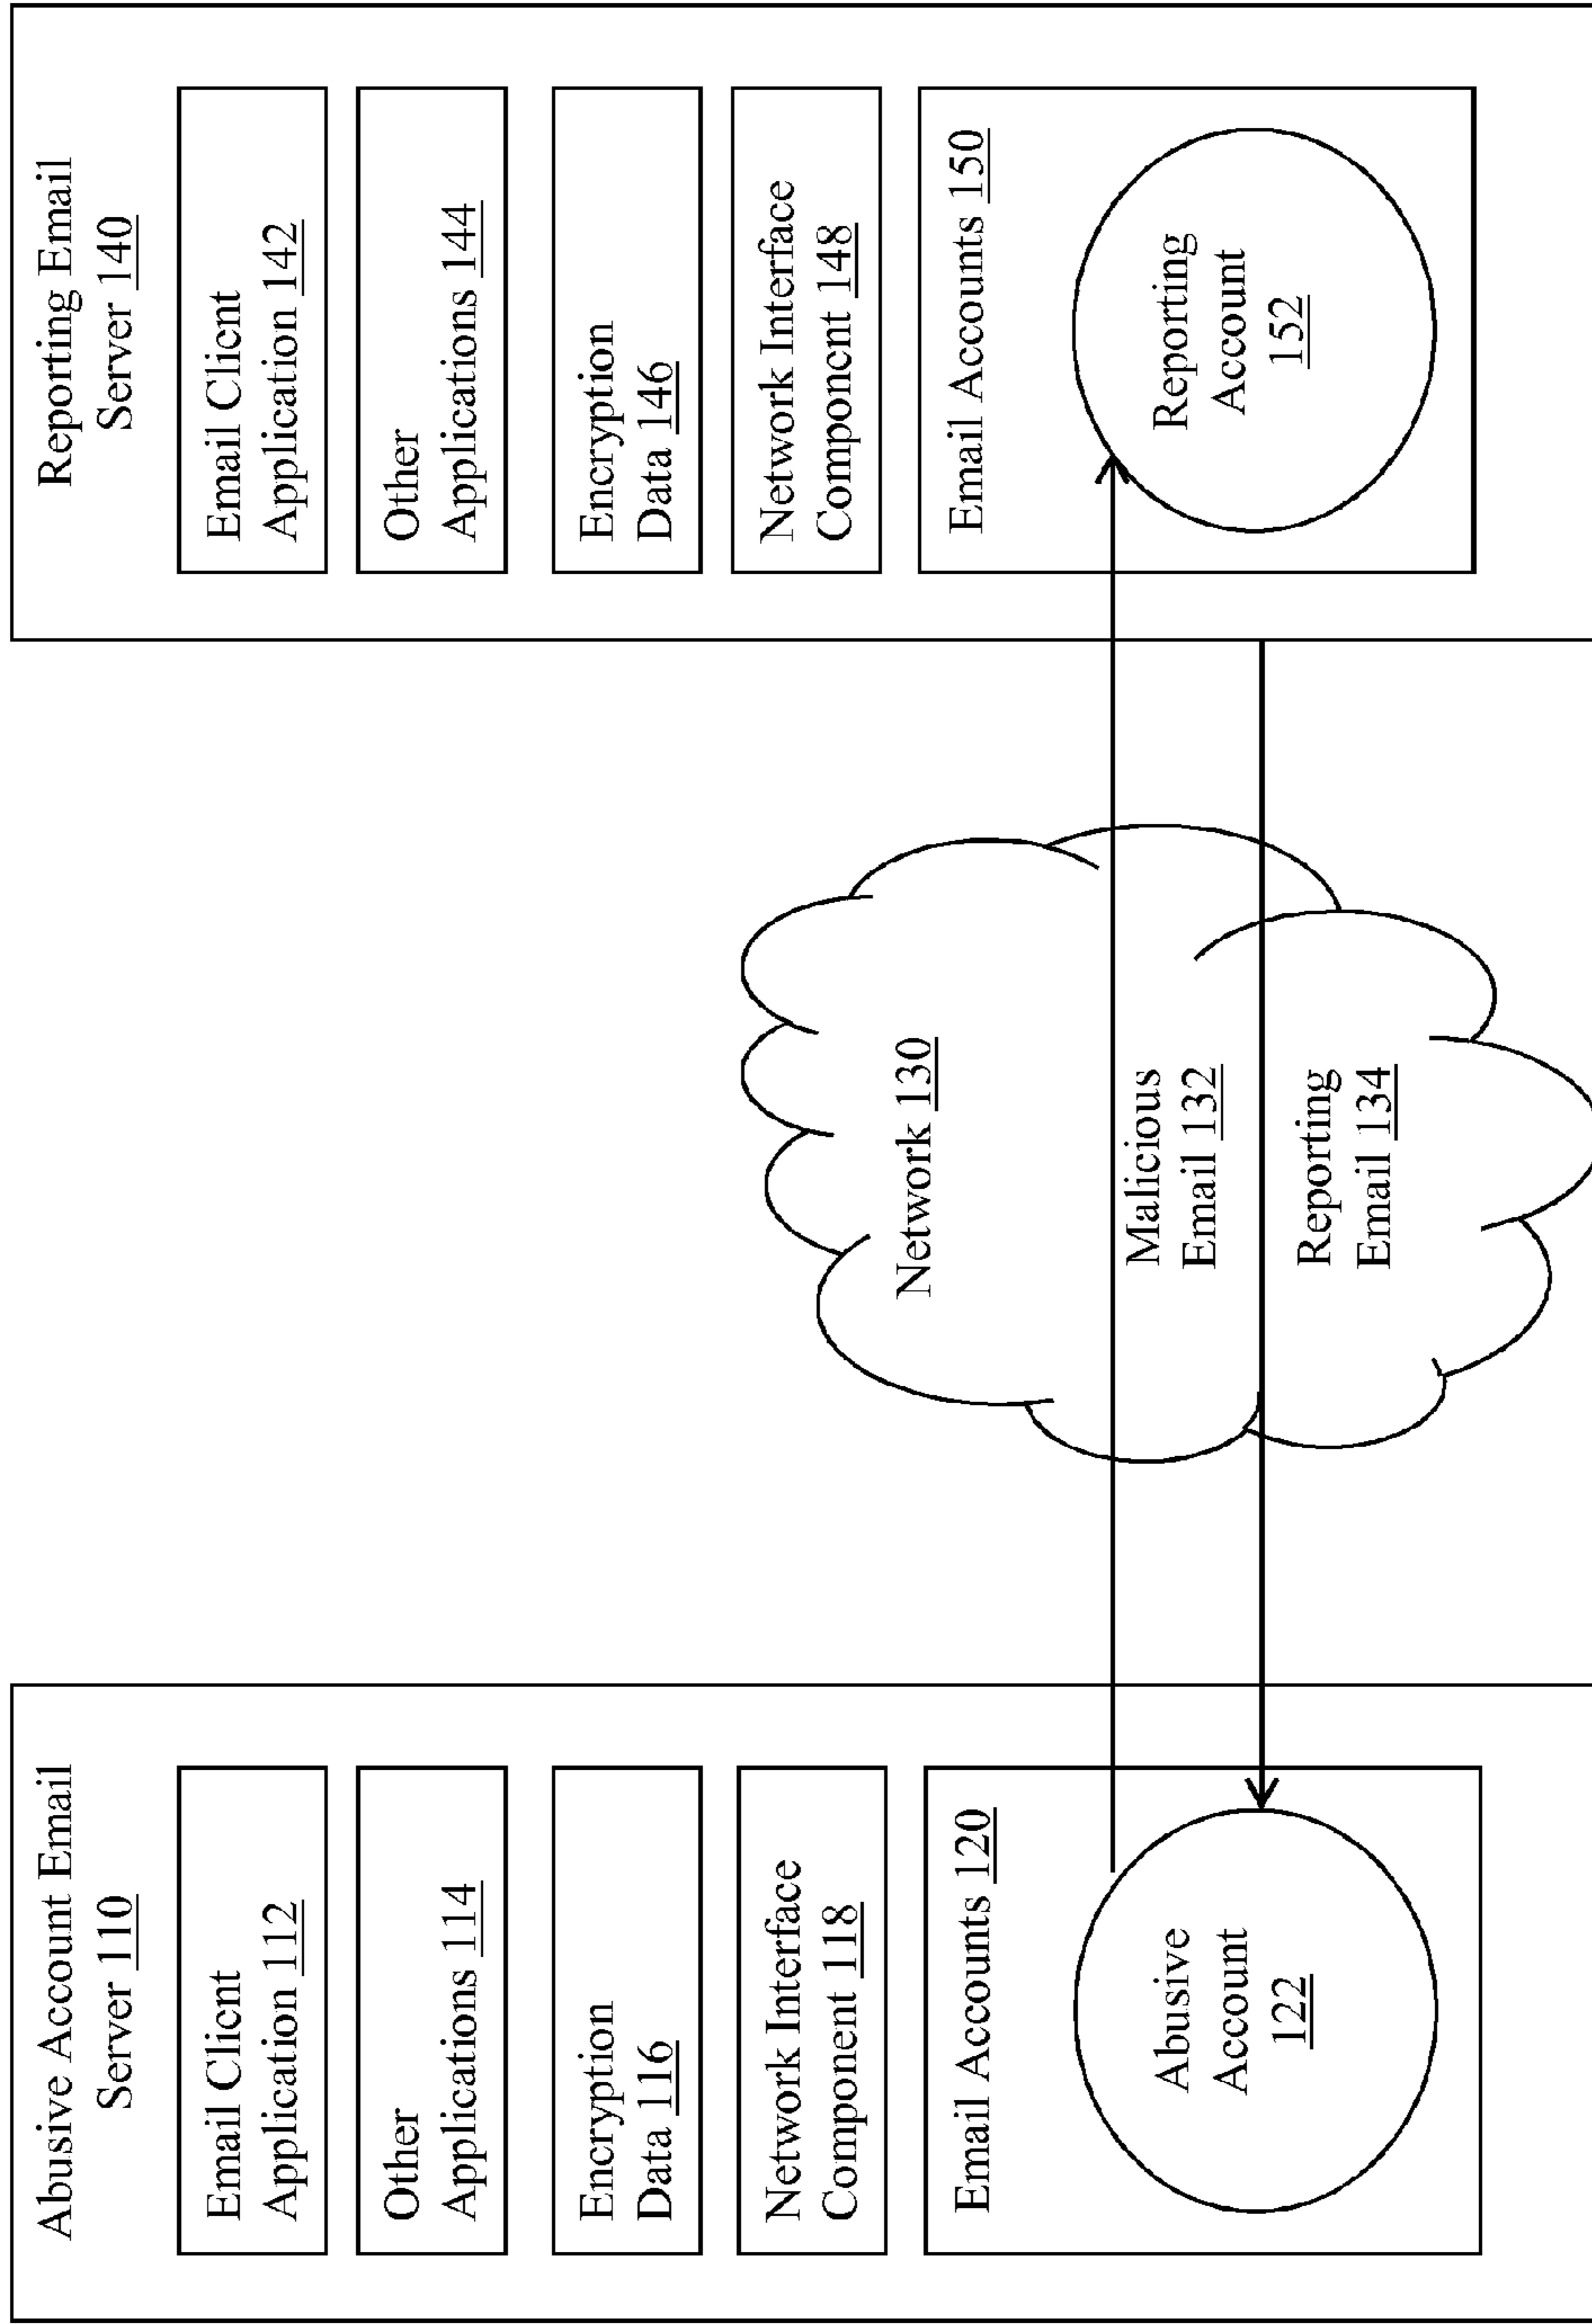 Abusive Account Email
Server 110
Email Client
Application 112
Other
Applications 114
Encryption
Data 116
Network Interface
Component 118
Email Accounts 120
Abusive
Account
122
Network 130
Malicious
Email 132
Reporting
Email 134
Reporting Email
Server 140
Email Client
Application 142
Other
Applications 144
Encryption
Data 146
Network Interface
Component 148
Email Accounts 150
Reporting
Account
152